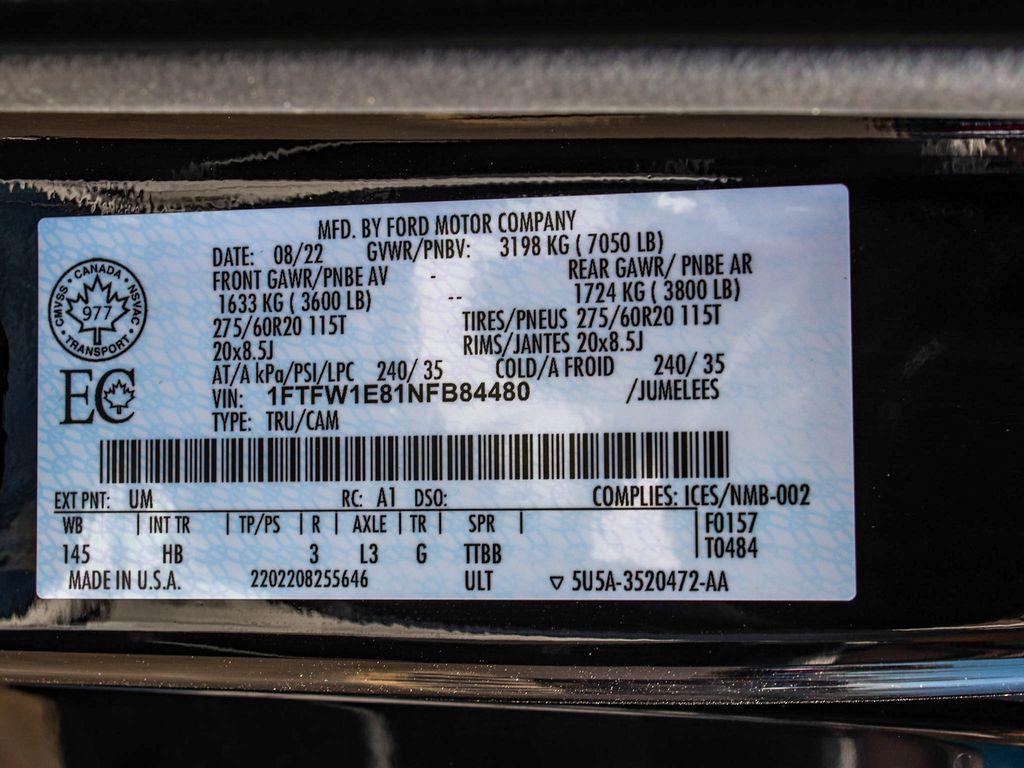 MFD. BY FORD MOTOR COMPANY
DATE: 08/22 GVWR/PNBV: 3198 KG ( 7050 LB)
FRONT GAWR/PNBE AV - REAR GAWR/ PNBE AR
1633 KG ( 3600 LB) -- 1724 KG ( 3800 LB)
275/60R20 115T TIRES/PNEUS 275/60R20 115T
20x8.5J RIMS/JANTES 20x8.5J
AT/A kPa/PSI/LPC 240/ 35 COLD/A FROID 240/ 35
VIN: 1FTFW1E81NFB84480 /JUMELEES
TYPE: TRU/CAM
CANADA
CMVSS 977 NSVAC
TRANSPORT
EC
EXT PNT: UM RC: A1 DSO: COMPLIES: ICES/NMB-002
WB | INT TR | TP/PS | R | AXLE | TR | SPR | F0157
145 HB 3 L3 G TTBB T0484
MADE IN U.S.A. 2202208255646 ULT ▽ 5U5A-3520472-AA